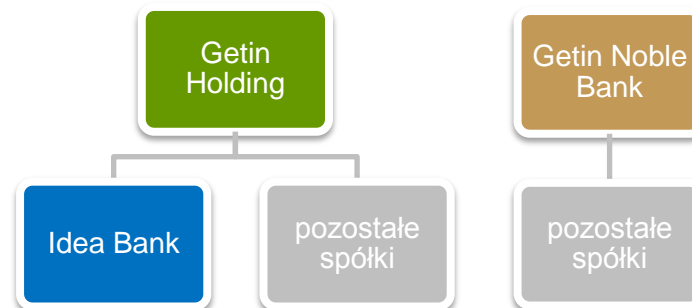 Getin
Holding
Getin Noble
Bank
Idea Bank
pozostałe
spółki
pozostałe
spółki